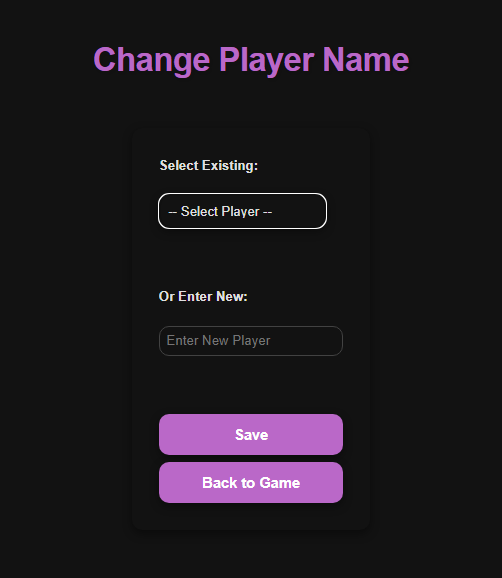 Change Player Name
Select Existing:
-- Select Player --
Or Enter New:
Enter New Player
Save
Back to Game